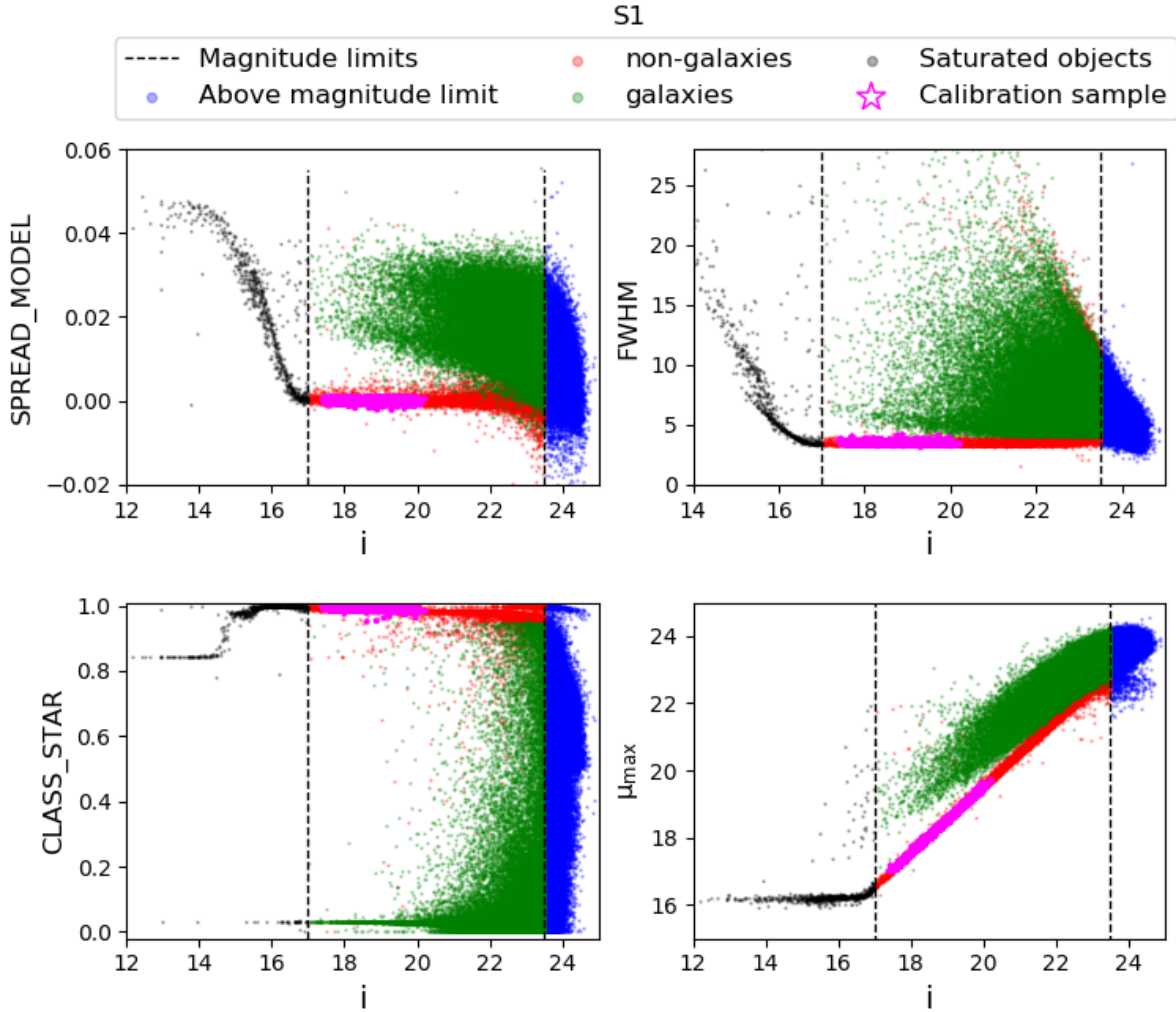 S1
Magnitude limits non-galaxies Saturated objects
Above magnitude limit galaxies Calibration sample
0.06
0.04
0.02
0.00
−0.02
SPREAD_MODEL
12 14 16 18 20 22 24
i
25
20
15
10
5
0
FWHM
14 16 18 20 22 24
i
1.0
0.8
0.6
0.4
0.2
0.0
CLASS_STAR
12 14 16 18 20 22 24
i
24
22
20
18
16
μmax
12 14 16 18 20 22 24
i